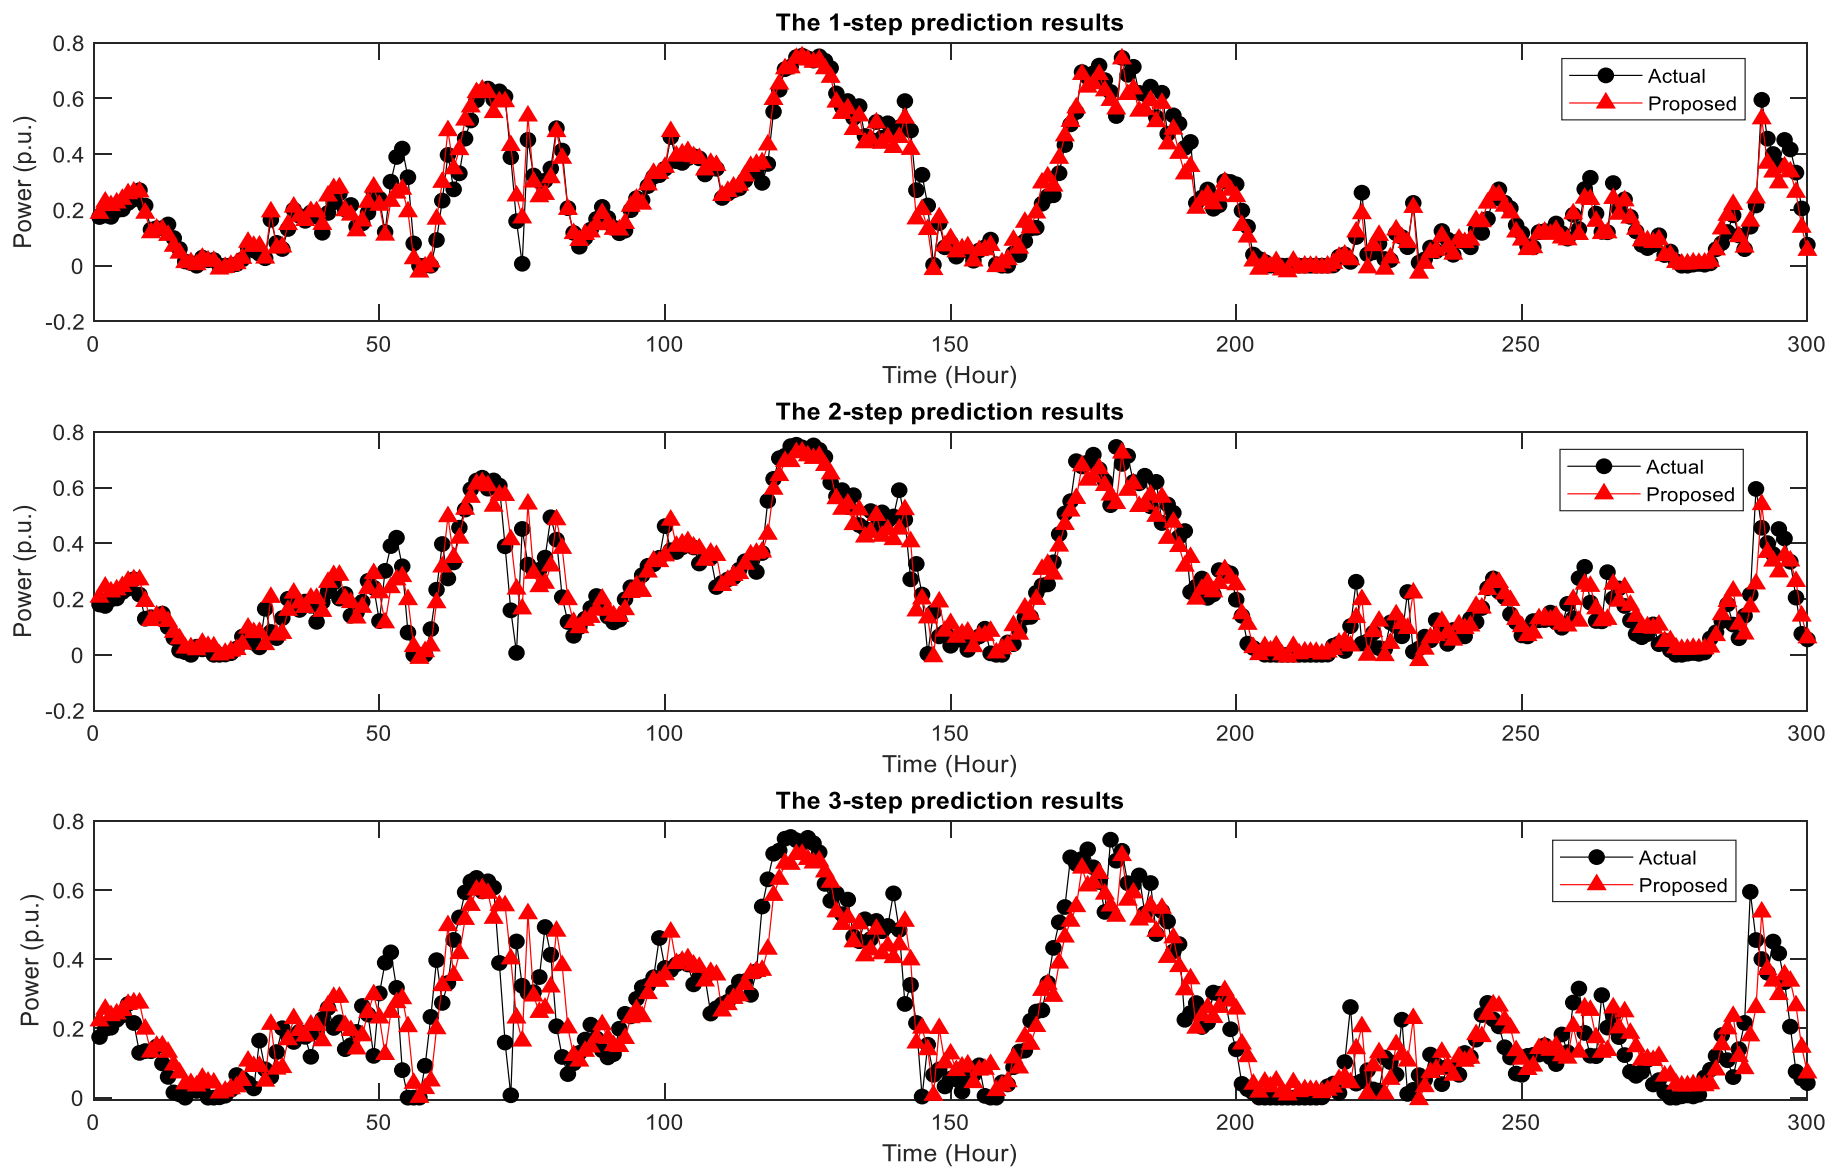 The 1-step prediction results
0.8
0.6
0.4
0.2
0
-0.2
Power (p.u.)
Actual
Proposed
0 50 100 150 200 250 300
Time (Hour)
The 2-step prediction results
0.8
0.6
0.4
0.2
0
-0.2
Power (p.u.)
Actual
Proposed
0 50 100 150 200 250 300
Time (Hour)
The 3-step prediction results
0.8
0.6
0.4
0.2
0
Power (p.u.)
Actual
Proposed
0 50 100 150 200 250 300
Time (Hour)